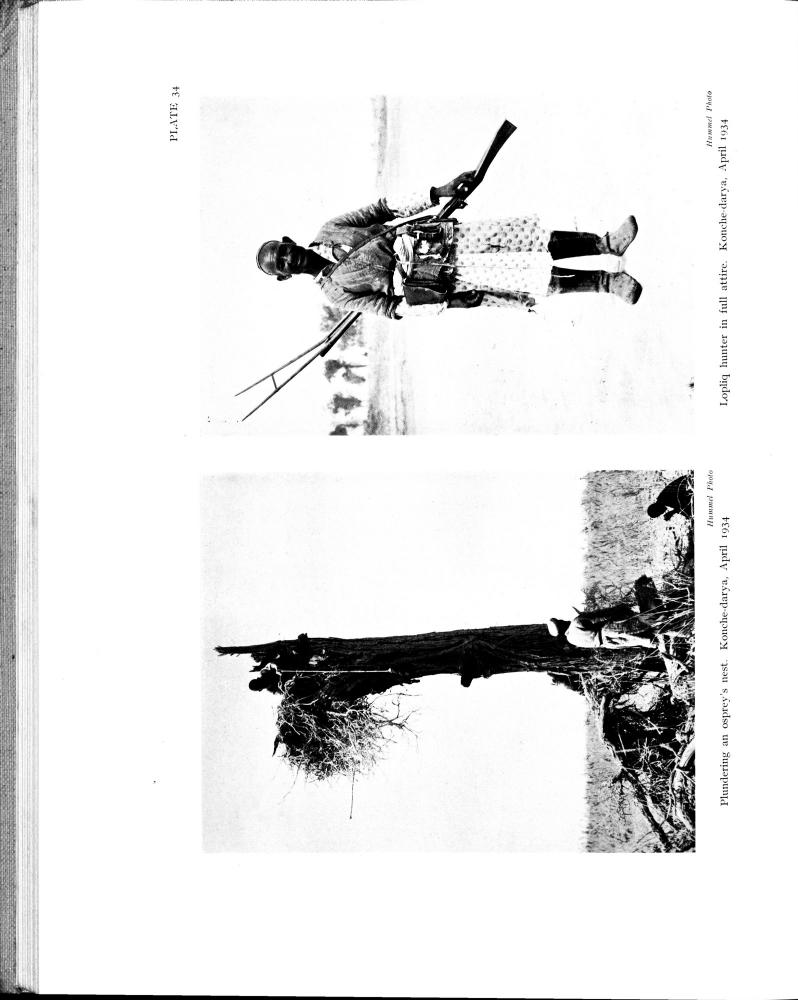 PLATE 34
Hummel Photo
Plundering an osprey's nest. Konche-darya, April 1934
Hummel Photo
Lopliq hunter in full attire. Konche-darya, April 1934